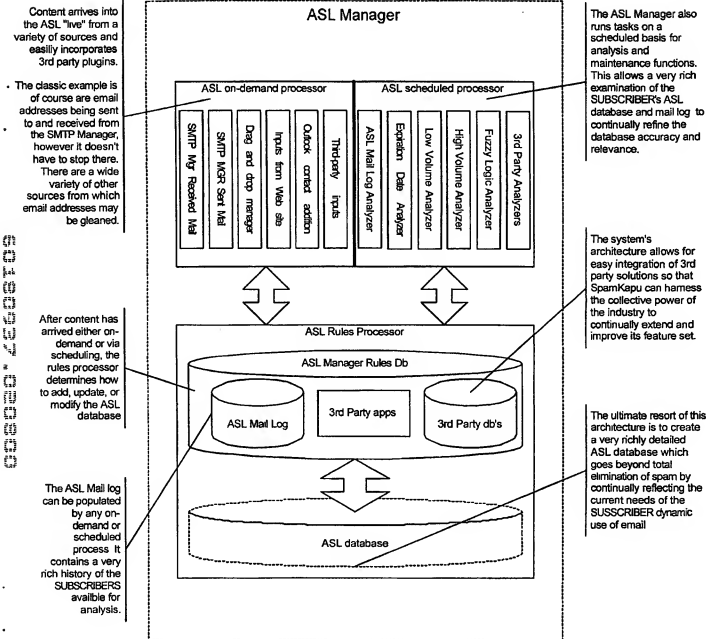 ASL Manager
Content arrives into
the ASL "live" from a
variety of sources and
easiliy incorporates
3rd party plugins.
The classic example is
of course are email
addresses being sent
to and received from
the SMTP Manager,
however it doesn't
have to stop there.
There are a wide
variety of other
sources from which
email addresses may
be gleaned.
ASL on-demand processor
SMTP Mgr Received Mail
SMTP MGR Sent Mail
Drag and drop manager
Inputs from Web site
Outlook contact addition
Third-party inputs
ASL scheduled processor
ASL Mail Log Analyzer
Expiration Date Analyzer
Low Volume Analyzer
High Volume Analyzer
Fuzzy Logic Analyzer
3rd Party Analyzers
The ASL Manager also
runs tasks on a
scheduled basis for
analysis and
maintenance functions.
This allows a very rich
examination of the
SUBSCRIBER's ASL
database and mail log to
continually refine the
database accuracy and
relevance.
The system's
architecture allows for
easy integration of 3rd
party solutions so that
SpamKapu can harness
the collective power of
the industry to
continually extend and
improve its feature set.
After content has
arrived either on-
demand or via
scheduling, the
rules processor
determines how
to add, update, or
modify the ASL
database
ASL Rules Processor
ASL Manager Rules Db
ASL Mail Log
3rd Party apps
3rd Party db's
ASL database
The ASL Mail log
can be populated
by any on-
demand or
scheduled
process It
contains a very
rich history of the
SUBSCRIBERS
availble for
analysis.
The ultimate resort of this
architecture is to create
a very richly detailed
ASL database which
goes beyond total
elimination of spam by
continually reflecting the
current needs of the
SUSSCRIBER dynamic
use of email